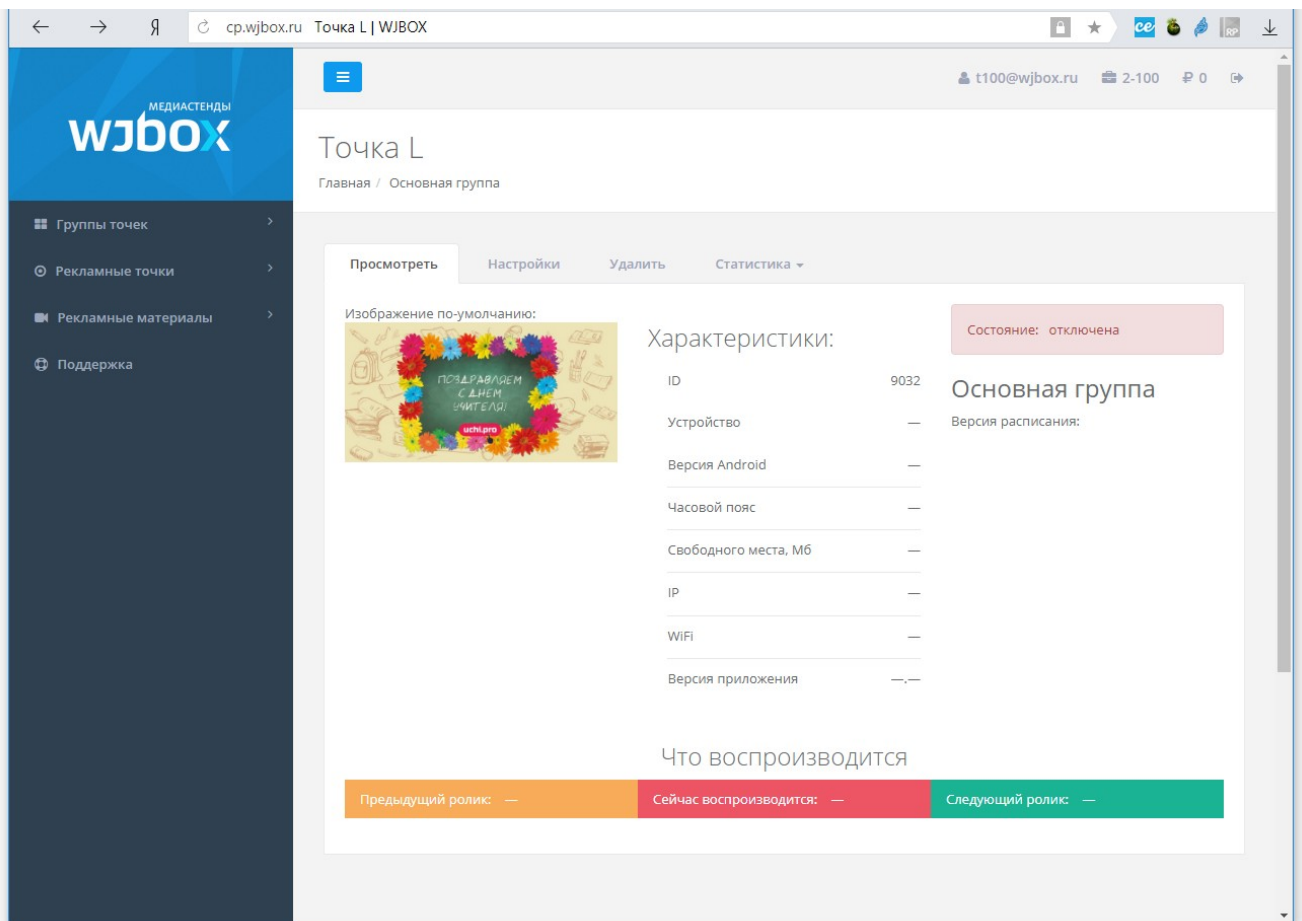 Я cp.wjbox.ru Точка L | WJBOX ce RP
t100@wjbox.ru 2-100 ₽ 0
МЕДИАСТЕНДЫ
WJBOX
Точка L
Главная / Основная группа
Группы точек
Рекламные точки
Рекламные материалы
Поддержка
Просмотреть Настройки Удалить Статистика
Изображение по-умолчанию:
ПОЗДРАВЛЯЕМ
С ДНЕМ
УЧИТЕЛЯ!
uchi.pro
Характеристики:
ID 9032
Устройство —
Версия Android —
Часовой пояс —
Свободного места, Мб —
IP —
WiFi —
Версия приложения —.—
Состояние: отключена
Основная группа
Версия расписания:
Что воспроизводится
Предыдущий ролик: — Сейчас воспроизводится: — Следующий ролик: —